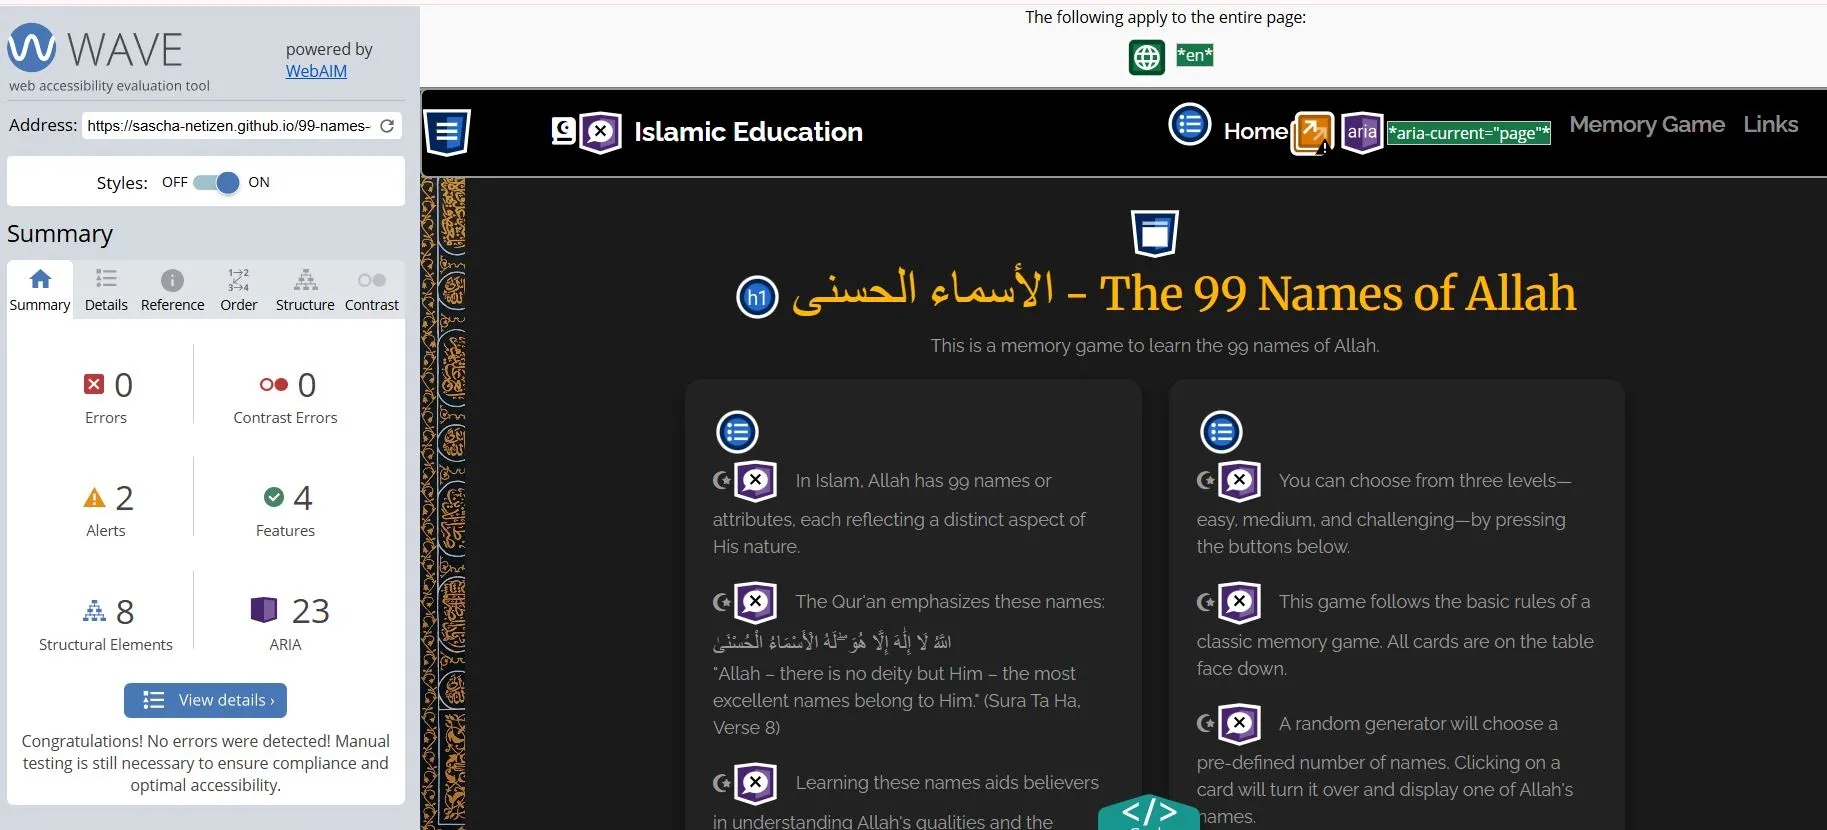 WAVE
powered by
WebAIM
web accessibility evaluation tool
Address: https://sascha-netizen.github.io/99-names-
Styles: OFF ON
Summary
Summary Details Reference Order Structure Contrast
0 Errors
0 Contrast Errors
2 Alerts
4 Features
8 Structural Elements
23 ARIA
View details ›
Congratulations! No errors were detected! Manual
testing is still necessary to ensure compliance and
optimal accessibility.
The following apply to the entire page:
*en*
Islamic Education
Home aria *aria-current="page"* Memory Game Links
h1 الأسماء الحسنى – The 99 Names of Allah
This is a memory game to learn the 99 names of Allah.
In Islam, Allah has 99 names or
attributes, each reflecting a distinct aspect of
His nature.
The Qur'an emphasizes these names:
اللَّهُ لَا إِلَٰهَ إِلَّا هُوَ ۖ لَهُ الْأَسْمَاءُ الْحُسْنَىٰ
"Allah – there is no deity but Him – the most
excellent names belong to Him." (Sura Ta Ha,
Verse 8)
Learning these names aids believers
in understanding Allah's qualities and the
You can choose from three levels—
easy, medium, and challenging—by pressing
the buttons below.
This game follows the basic rules of a
classic memory game. All cards are on the table
face down.
A random generator will choose a
pre-defined number of names. Clicking on a
card will turn it over and display one of Allah's
names.
</>